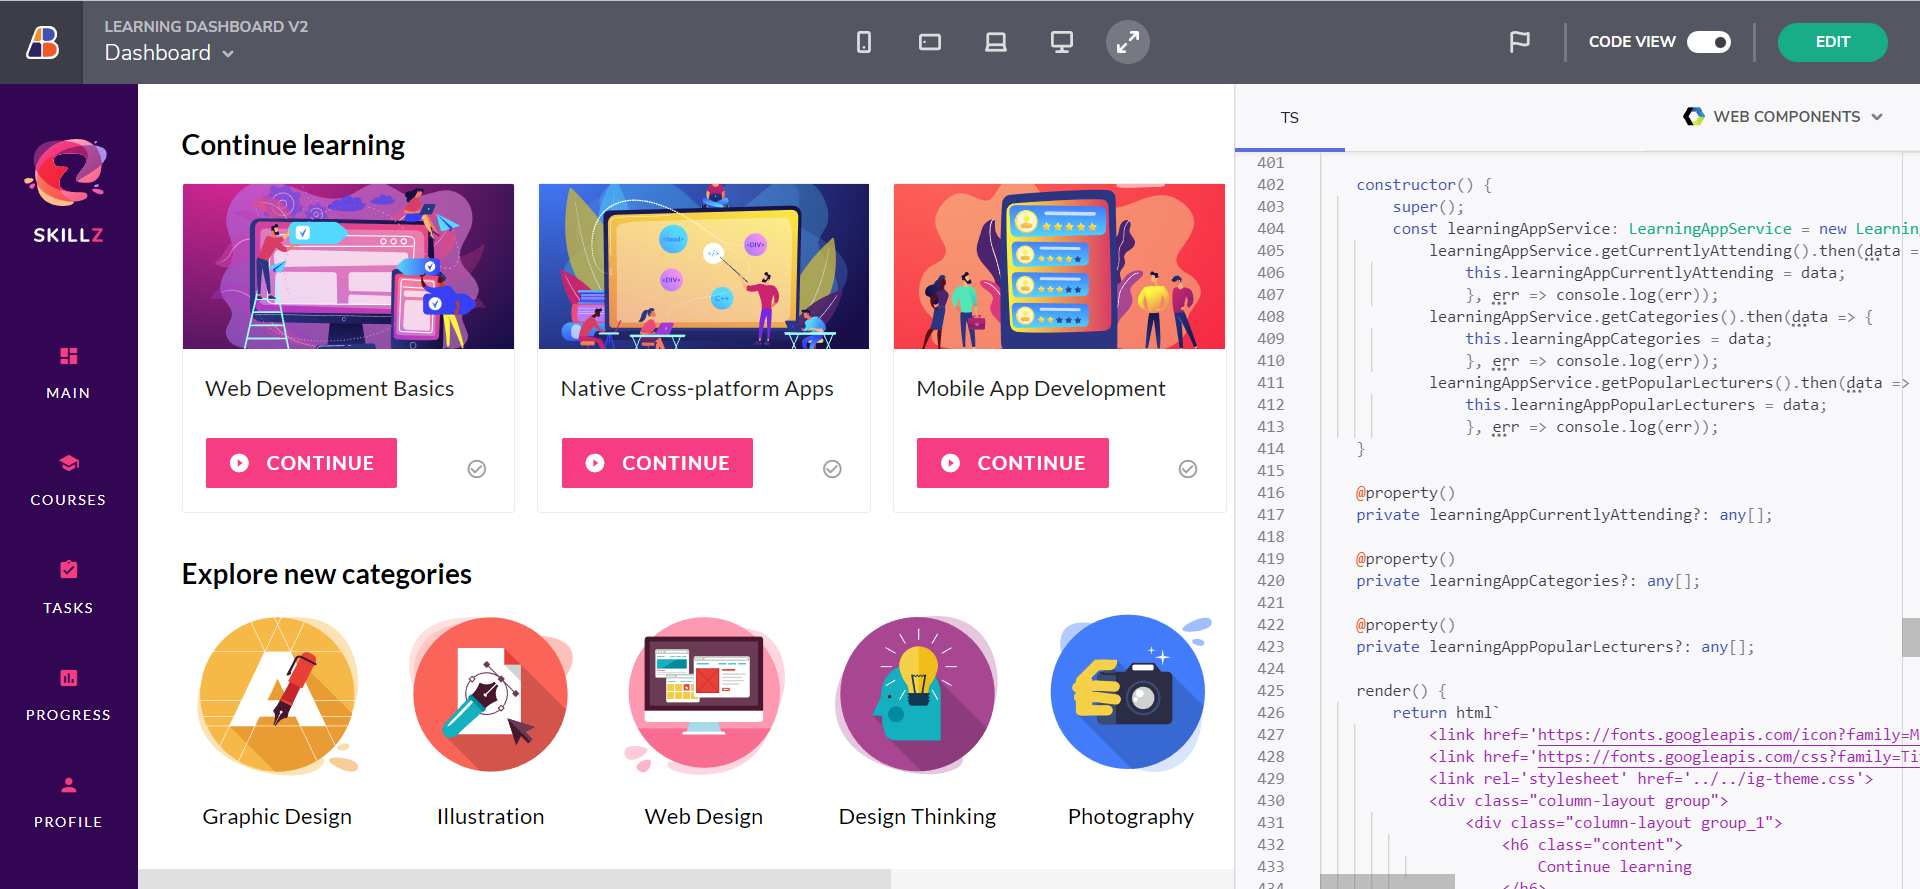 LEARNING DASHBOARD V2
Dashboard
CODE VIEW
EDIT
SKILLZ
MAIN
COURSES
TASKS
PROGRESS
PROFILE
Continue learning
<head>
</>
<DIV>
<DIV>
C++
Web Development Basics
Native Cross-platform Apps
Mobile App Development
CONTINUE
CONTINUE
CONTINUE
Explore new categories
Graphic Design
Illustration
Web Design
Design Thinking
Photography
TS
WEB COMPONENTS
401
402 constructor() {
403 super();
404 const learningAppService: LearningAppService = new Learnin
405 learningAppService.getCurrentlyAttending().then(data =
406 this.learningAppCurrentlyAttending = data;
407 }, err => console.log(err));
408 learningAppService.getCategories().then(data => {
409 this.learningAppCategories = data;
410 }, err => console.log(err));
411 learningAppService.getPopularLecturers().then(data =>
412 this.learningAppPopularLecturers = data;
413 }, err => console.log(err));
414 }
415
416 @property()
417 private learningAppCurrentlyAttending?: any[];
418
419 @property()
420 private learningAppCategories?: any[];
421
422 @property()
423 private learningAppPopularLecturers?: any[];
424
425 render() {
426 return html`
427 <link href='https://fonts.googleapis.com/icon?family=M
428 <link href='https://fonts.googleapis.com/css?family=Ti
429 <link rel='stylesheet' href='../../ig-theme.css'>
430 <div class="column-layout group">
431 <div class="column-layout group_1">
432 <h6 class="content">
433 Continue learning
434 </h6>